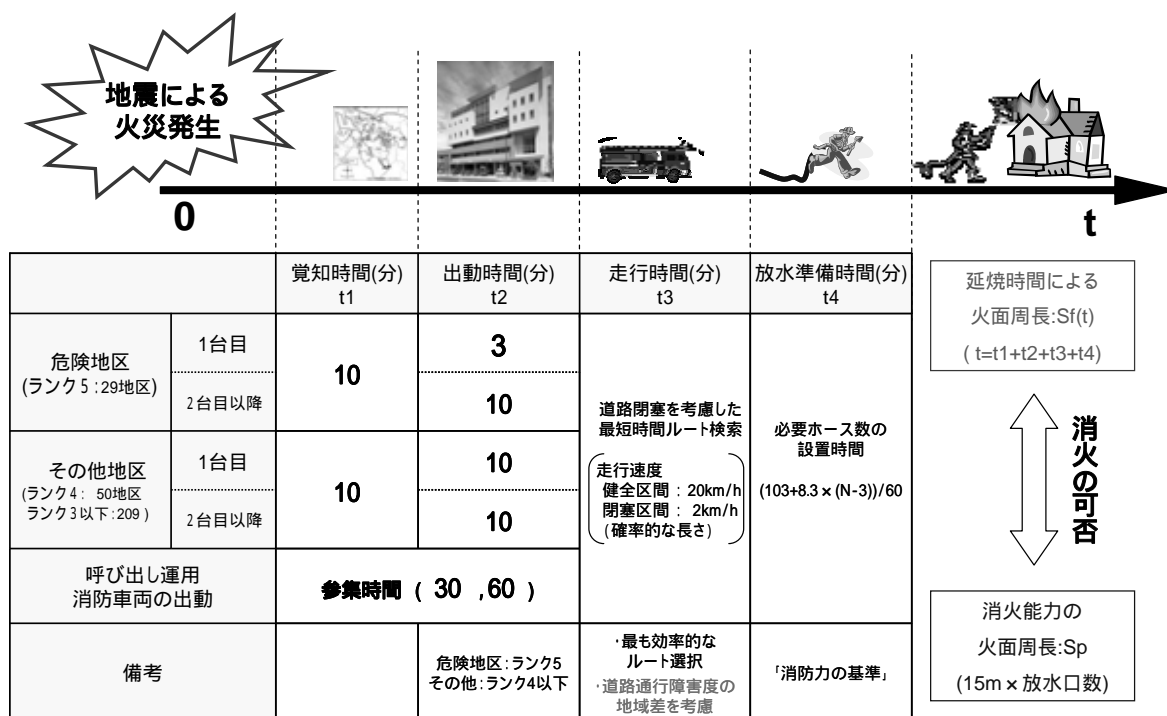 地震による
火災発生
0
t
覚知時間(分)
t1
出動時間(分)
t2
走行時間(分)
t3
放水準備時間(分)
t4
危険地区
(ランク5:29地区)
1台目
2台目以降
10
3
10
その他地区
(ランク4: 50地区
ランク3以下:209 )
1台目
2台目以降
10
10
10
道路閉塞を考慮した
最短時間ルート検索
走行速度
健全区間 : 20km/h
閉塞区間 : 2km/h
(確率的な長さ)
必要ホース数の
設置時間
(103+8.3×(N-3))/60
呼び出し運用
消防車両の出動
参集時間 ( 30 ,60 )
備考
危険地区:ランク5
その他:ランク4以下
・最も効率的な
ルート選択
・道路通行障害度の
地域差を考慮
「消防力の基準」
延焼時間による
火面周長:Sf(t)
( t=t1+t2+t3+t4)
消火の可否
消火能力の
火面周長:Sp
(15m×放水口数)